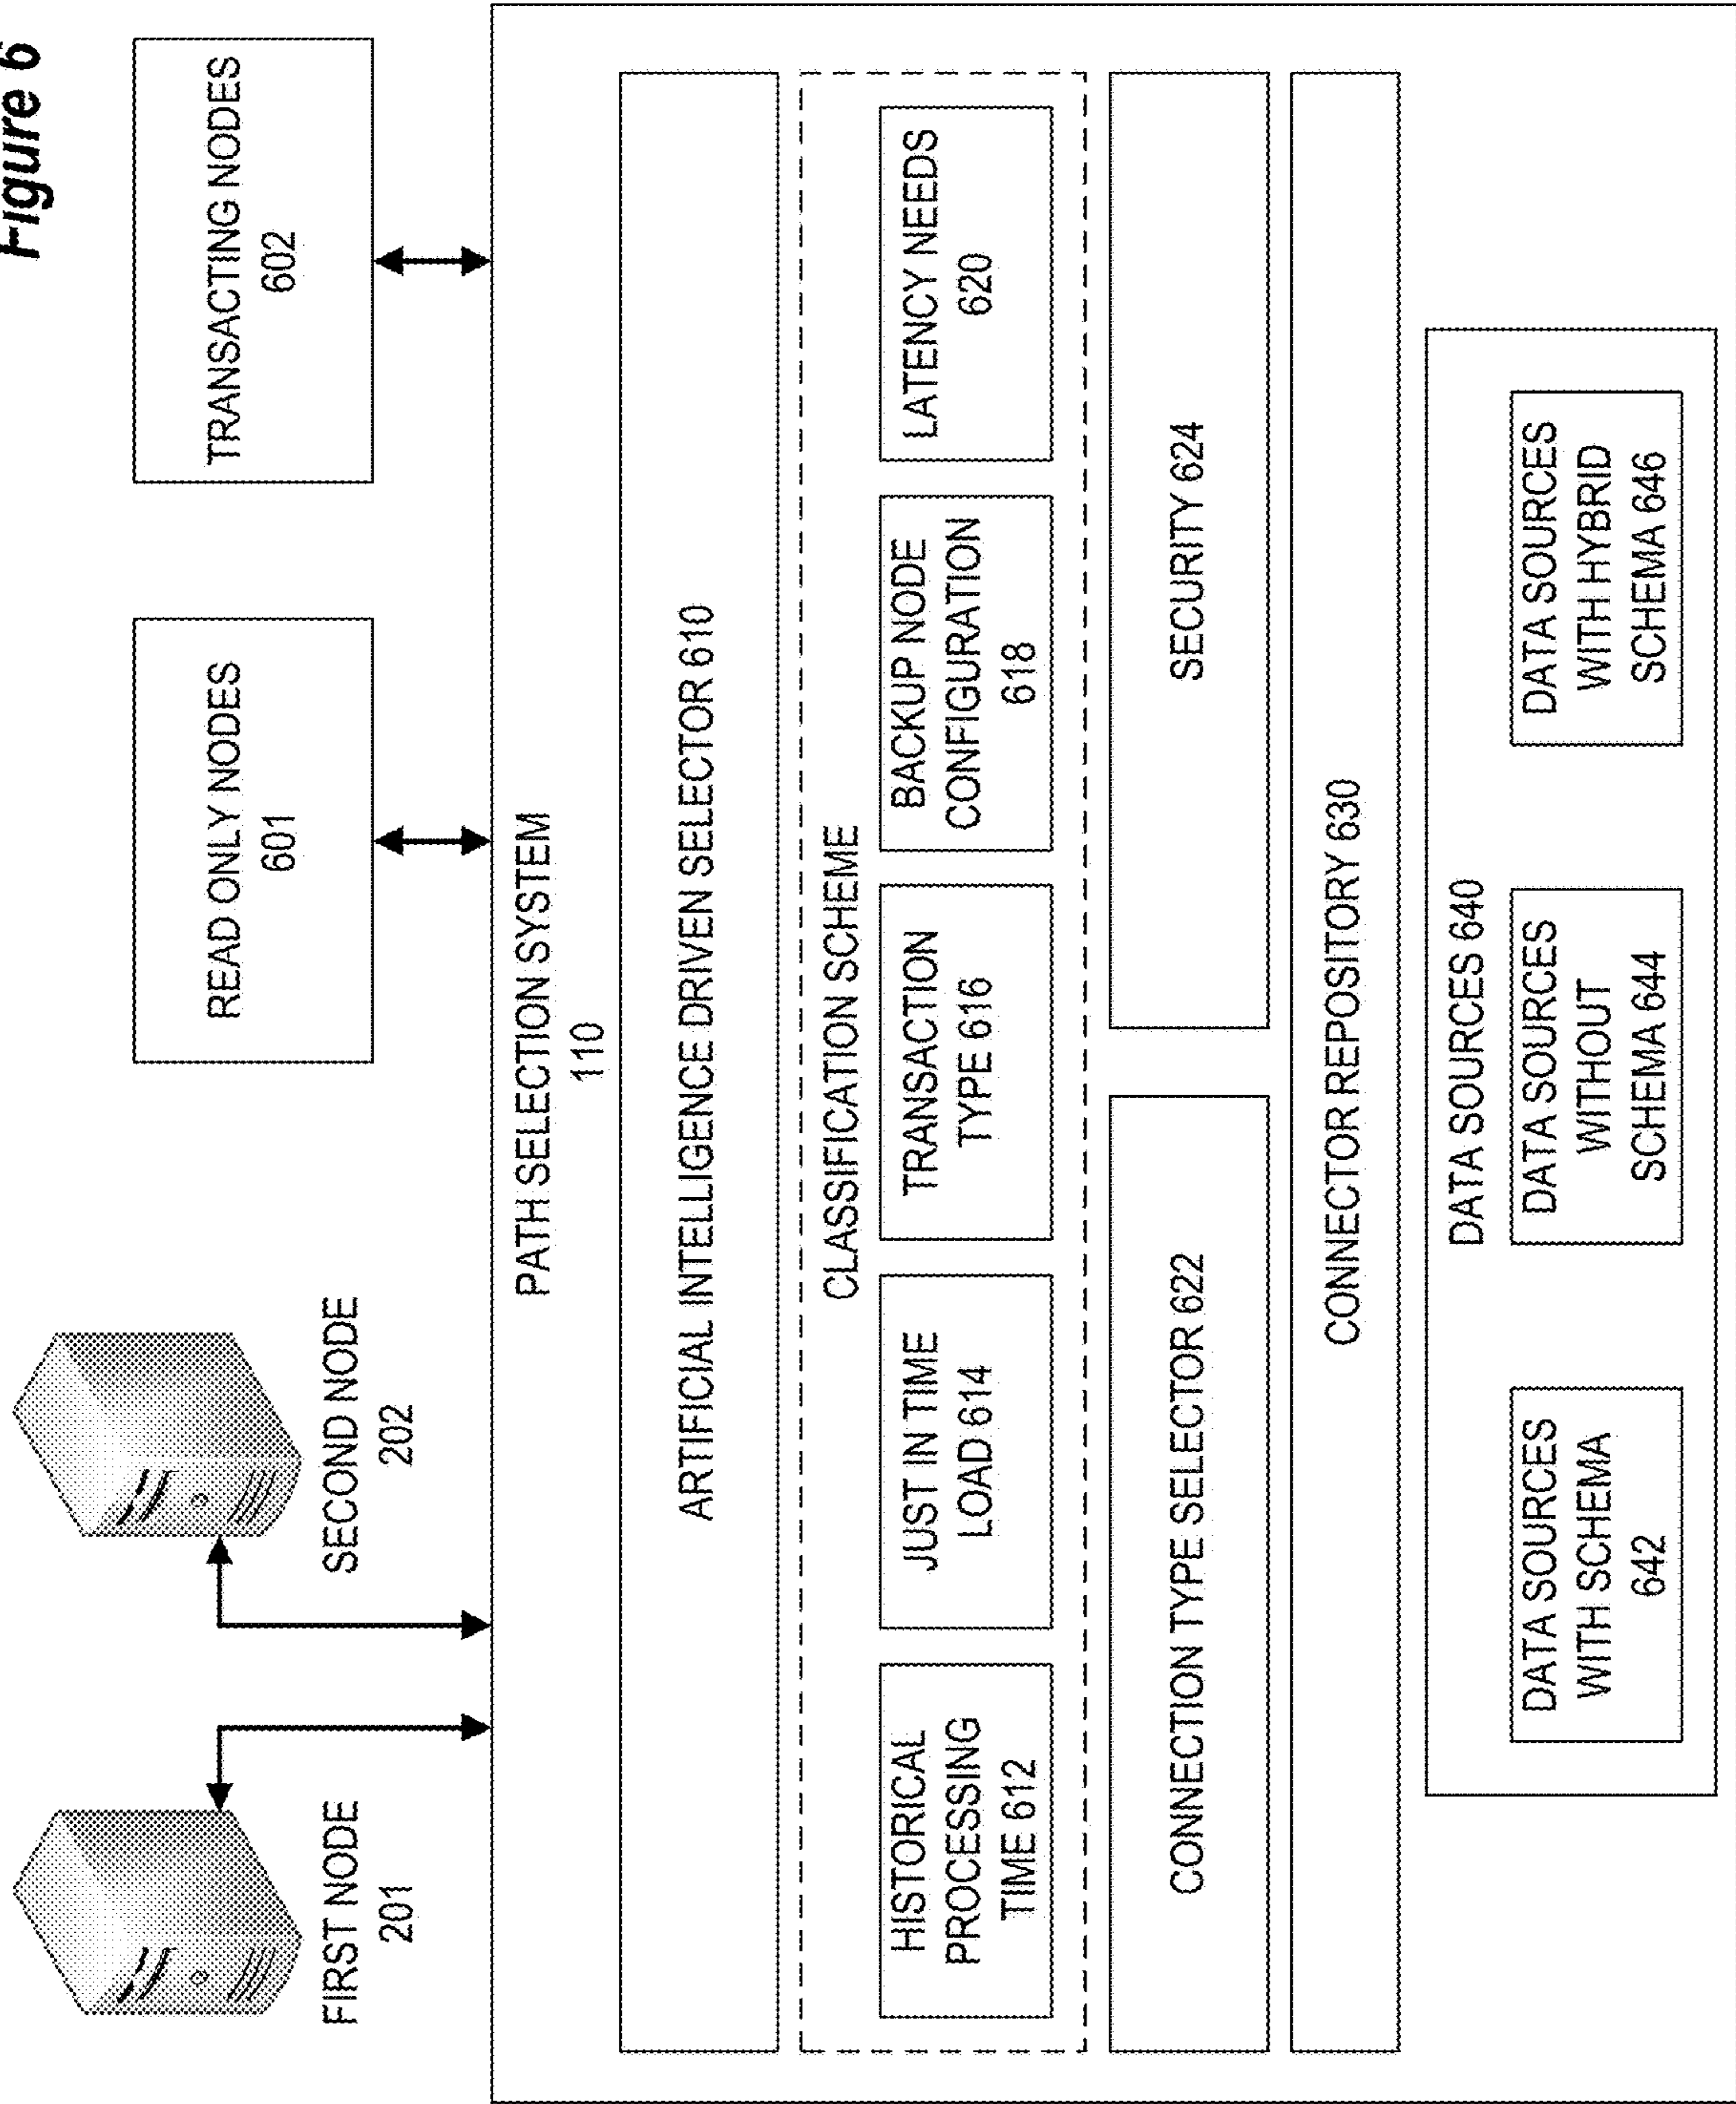 Figure 6
FIRST NODE
201
SECOND NODE
202
READ ONLY NODES
601
TRANSACTING NODES
602
PATH SELECTION SYSTEM
110
ARTIFICIAL INTELLIGENCE DRIVEN SELECTOR 610
CLASSIFICATION SCHEME
HISTORICAL
PROCESSING
TIME 612
JUST IN TIME
LOAD 614
TRANSACTION
TYPE 616
BACKUP NODE
CONFIGURATION
618
LATENCY NEEDS
620
CONNECTION TYPE SELECTOR 622
SECURITY 624
CONNECTOR REPOSITORY 630
DATA SOURCES 640
DATA SOURCES
WITH SCHEMA
642
DATA SOURCES
WITHOUT
SCHEMA 644
DATA SOURCES
WITH HYBRID
SCHEMA 646